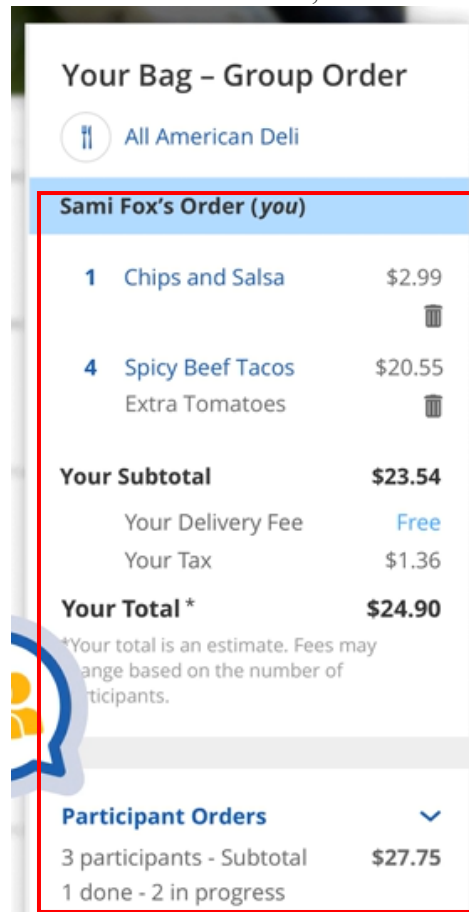 Your Bag – Group Order
All American Deli
Sami Fox's Order (you)
1 Chips and Salsa $2.99
4 Spicy Beef Tacos $20.55
Extra Tomatoes
Your Subtotal $23.54
Your Delivery Fee Free
Your Tax $1.36
Your Total * $24.90
*Your total is an estimate. Fees may
based on the number of
Participant Orders
3 participants - Subtotal $27.75
1 done - 2 in progress